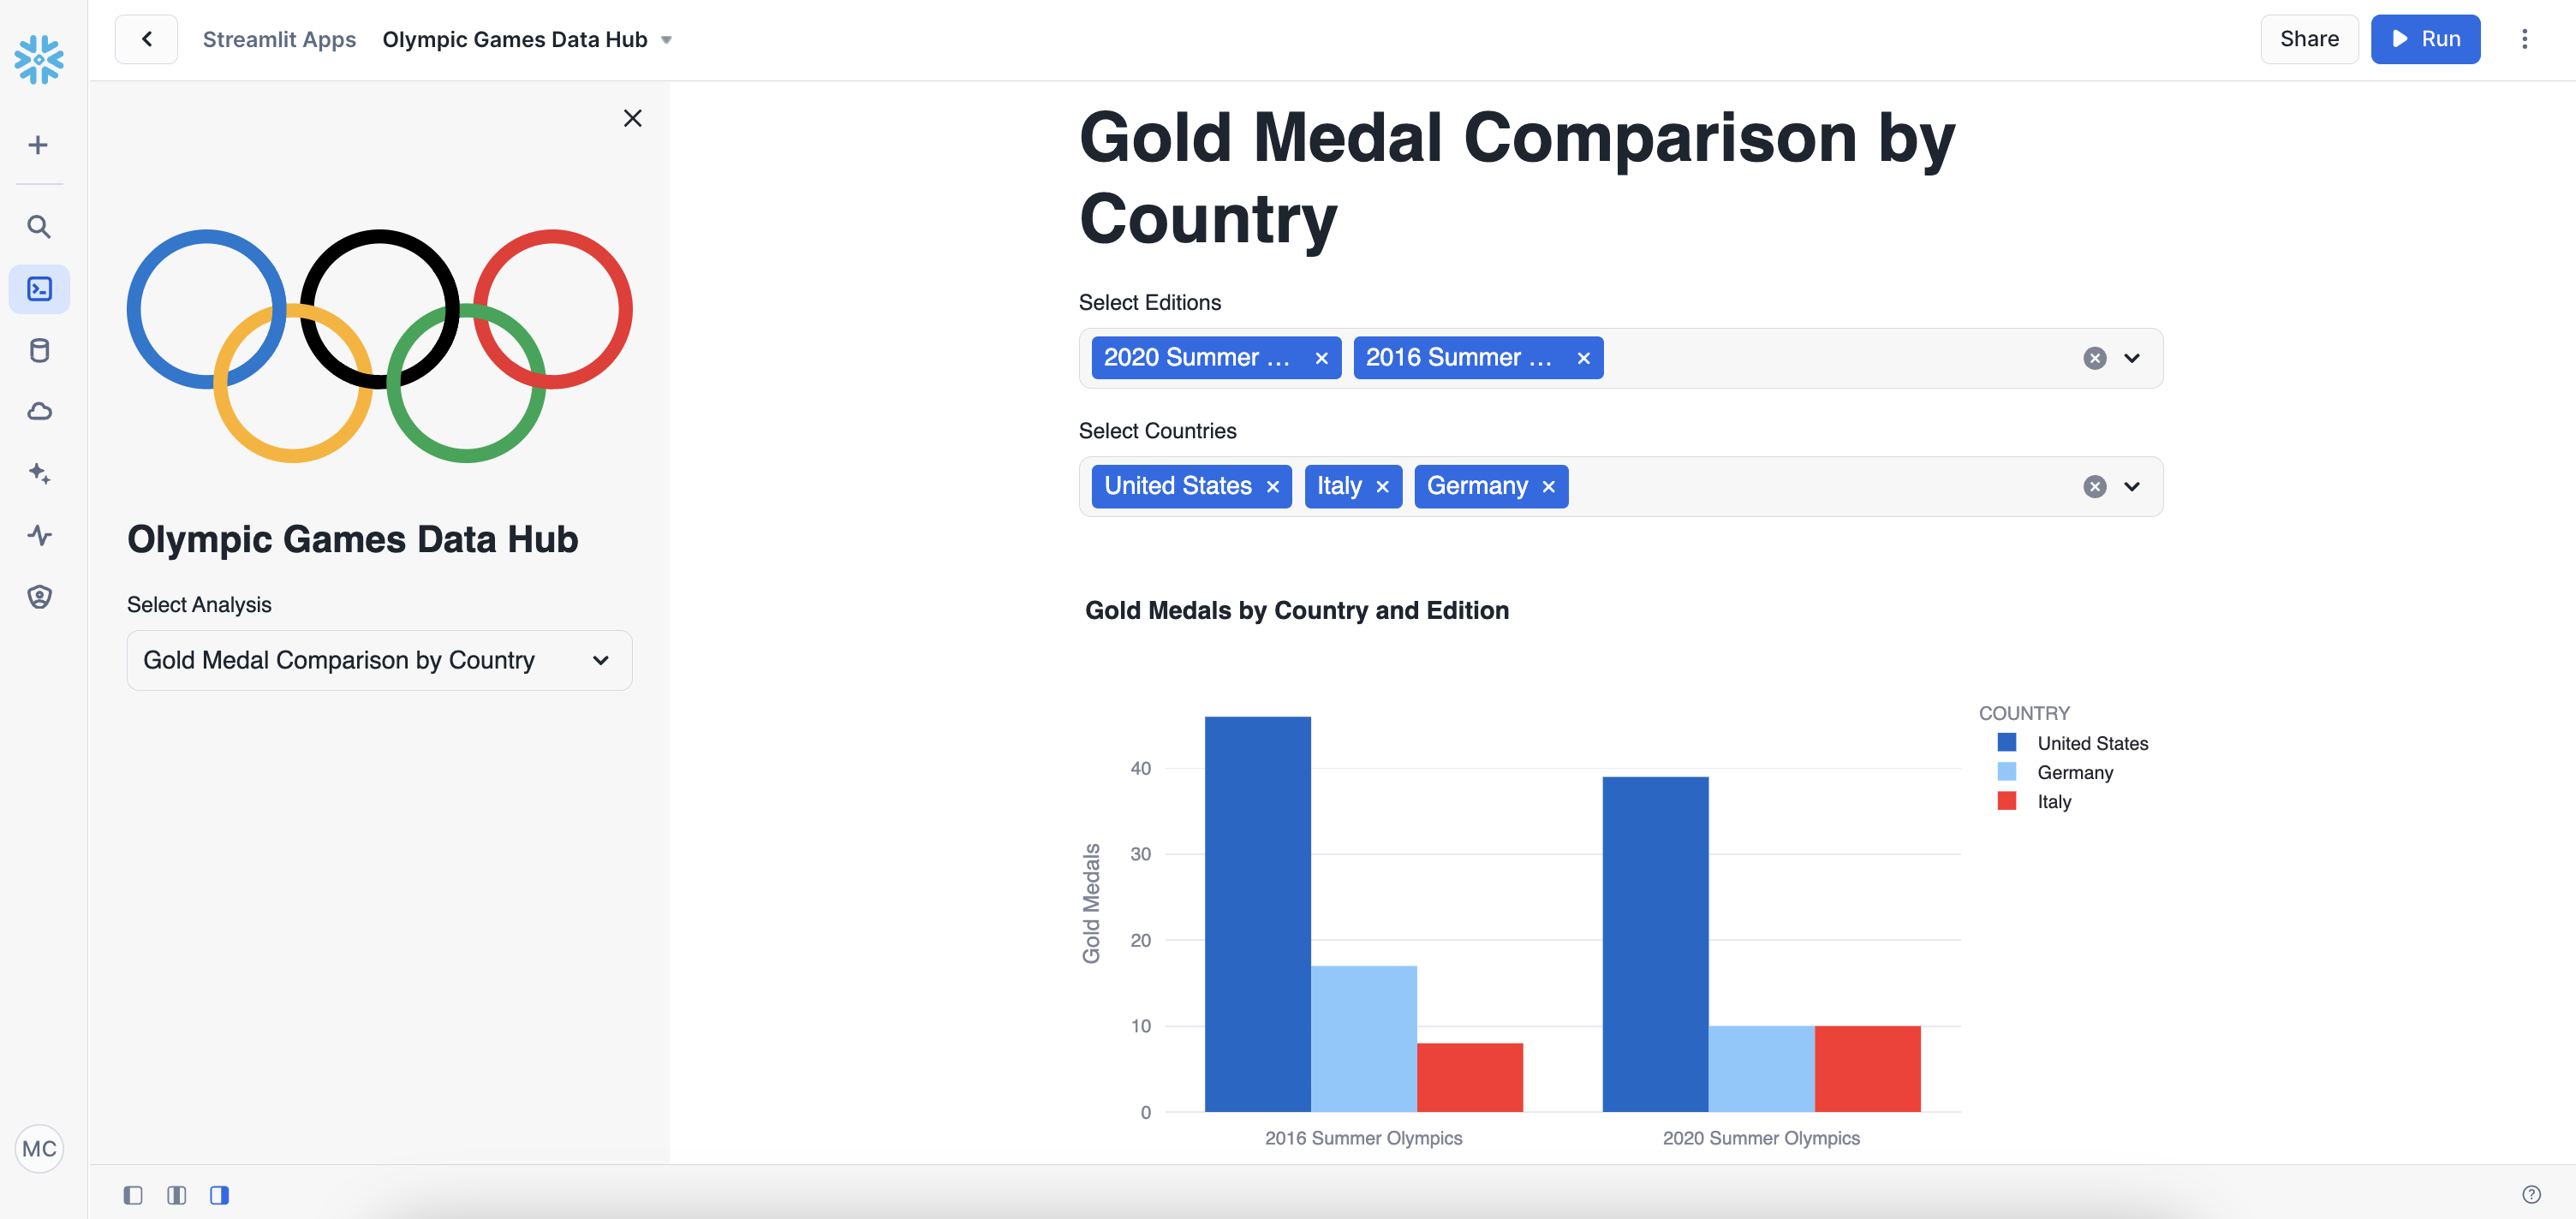 Streamlit Apps Olympic Games Data Hub
Share Run
Gold Medal Comparison by
Country
Select Editions
2020 Summer ... 2016 Summer ...
Select Countries
United States Italy Germany
Olympic Games Data Hub
Select Analysis
Gold Medal Comparison by Country
Gold Medals by Country and Edition
COUNTRY
United States
Germany
Italy
Gold Medals
40
30
20
10
0
2016 Summer Olympics 2020 Summer Olympics
MC